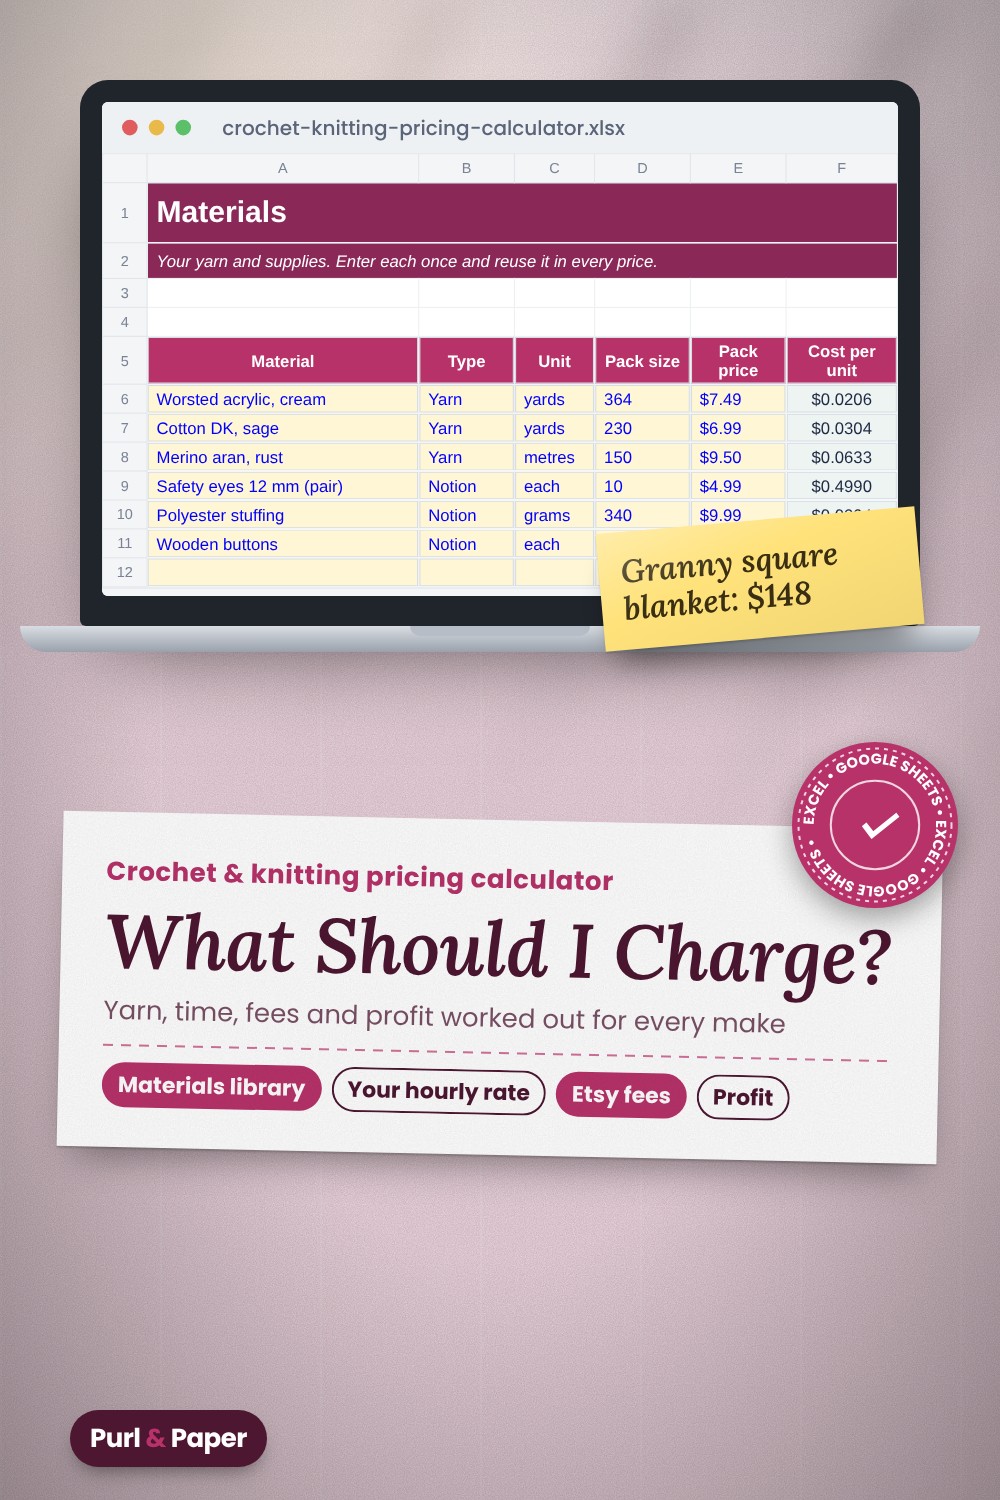 crochet-knitting-pricing-calculator.xlsx
A B C D E F
1 Materials
2 Your yarn and supplies. Enter each once and reuse it in every price.
3
4
5 Material Type Unit Pack size Pack price Cost per unit
6 Worsted acrylic, cream Yarn yards 364 $7.49 $0.0206
7 Cotton DK, sage Yarn yards 230 $6.99 $0.0304
8 Merino aran, rust Yarn metres 150 $9.50 $0.0633
9 Safety eyes 12 mm (pair) Notion each 10 $4.99 $0.4990
10 Polyester stuffing Notion grams 340 $9.99
11 Wooden buttons Notion each
12
Granny square
blanket: $148
EXCEL • GOOGLE SHEETS • EXCEL • GOOGLE SHEETS •
Crochet & knitting pricing calculator
What Should I Charge?
Yarn, time, fees and profit worked out for every make
Materials library Your hourly rate Etsy fees Profit
Purl & Paper